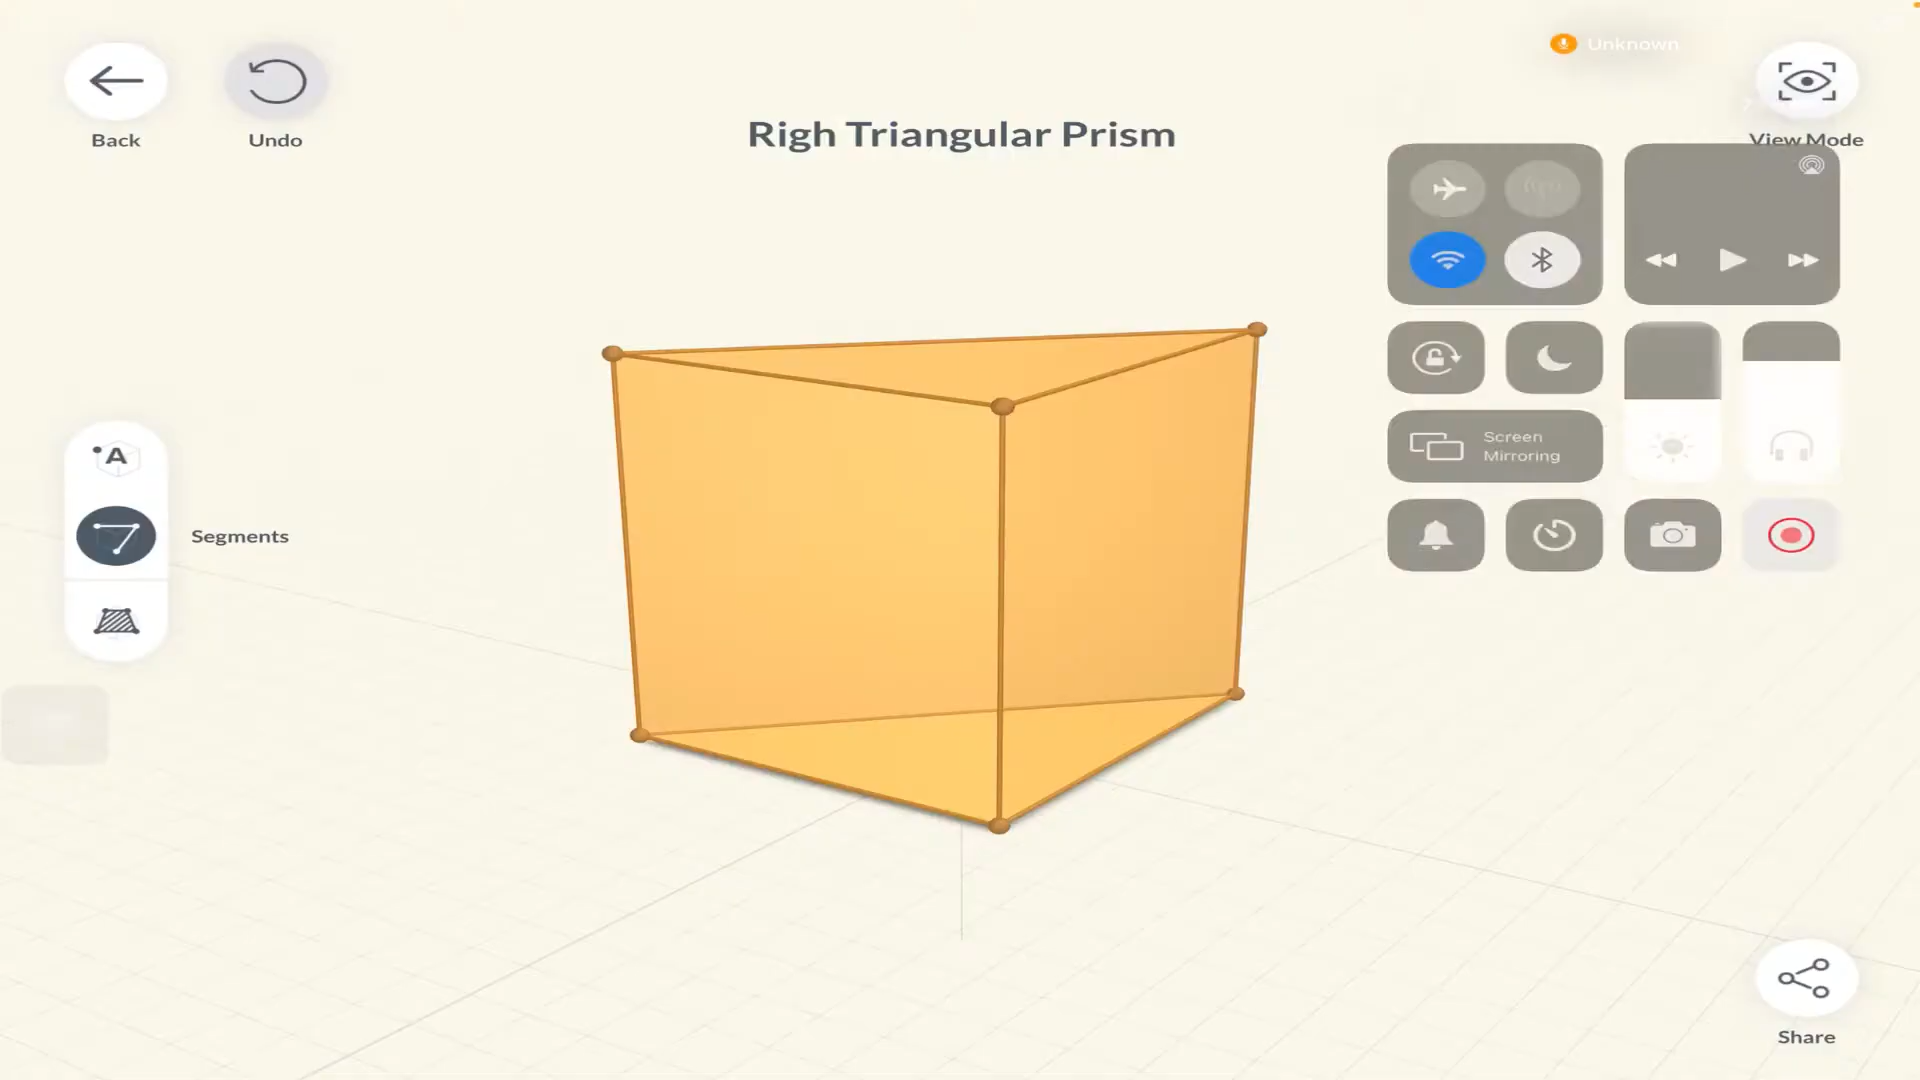 Unknown
Back
Undo
Righ Triangular Prism
View Mode
Screen
Mirroring
A
Segments
Share